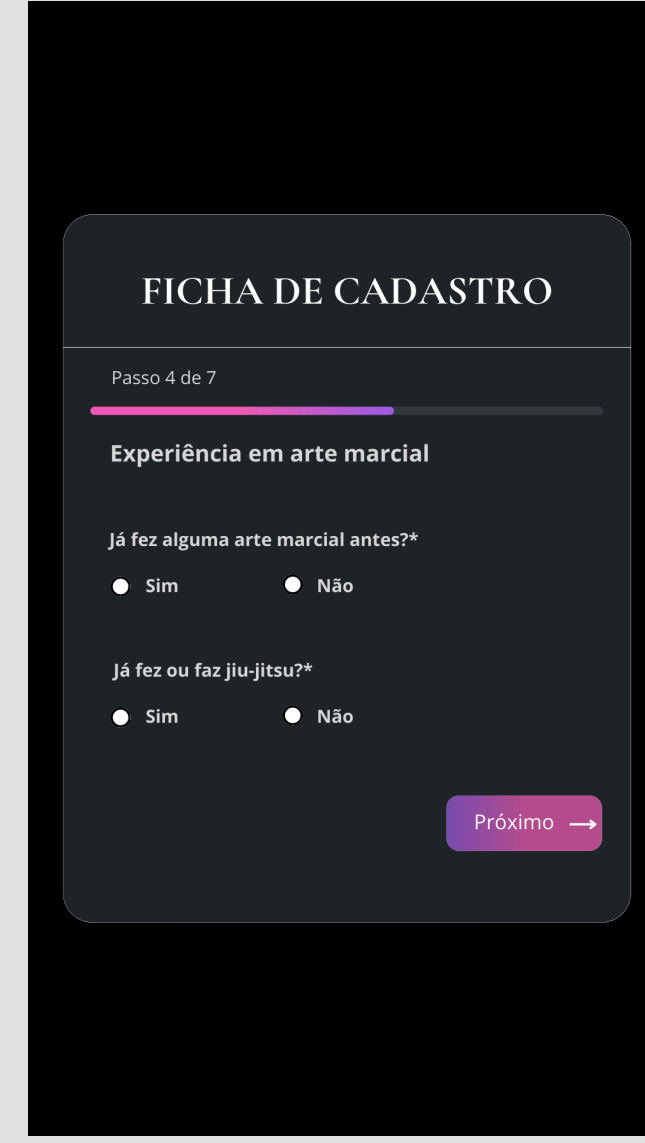 FICHA DE CADASTRO
Passo 4 de 7
Experiência em arte marcial
Já fez alguma arte marcial antes?*
Sim Não
Já fez ou faz jiu-jitsu?*
Sim Não
Próximo →